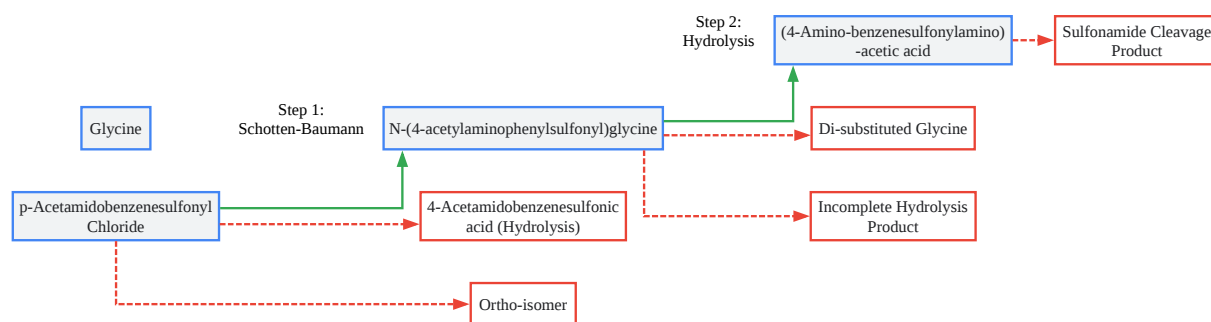 Step 2:
Hydrolysis
(4-Amino-benzenesulfonylamino)
-acetic acid
Sulfonamide Cleavage
Product
Glycine
Step 1:
Schotten-Baumann
N-(4-acetylaminophenylsulfonyl)glycine
Di-substituted Glycine
p-Acetamidobenzenesulfonyl
Chloride
4-Acetamidobenzenesulfonic
acid (Hydrolysis)
Incomplete Hydrolysis
Product
Ortho-isomer